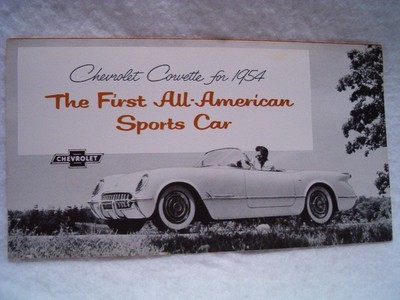 Chevrolet Corvette for 1954
The First All-American
Sports Car
CHEVROLET